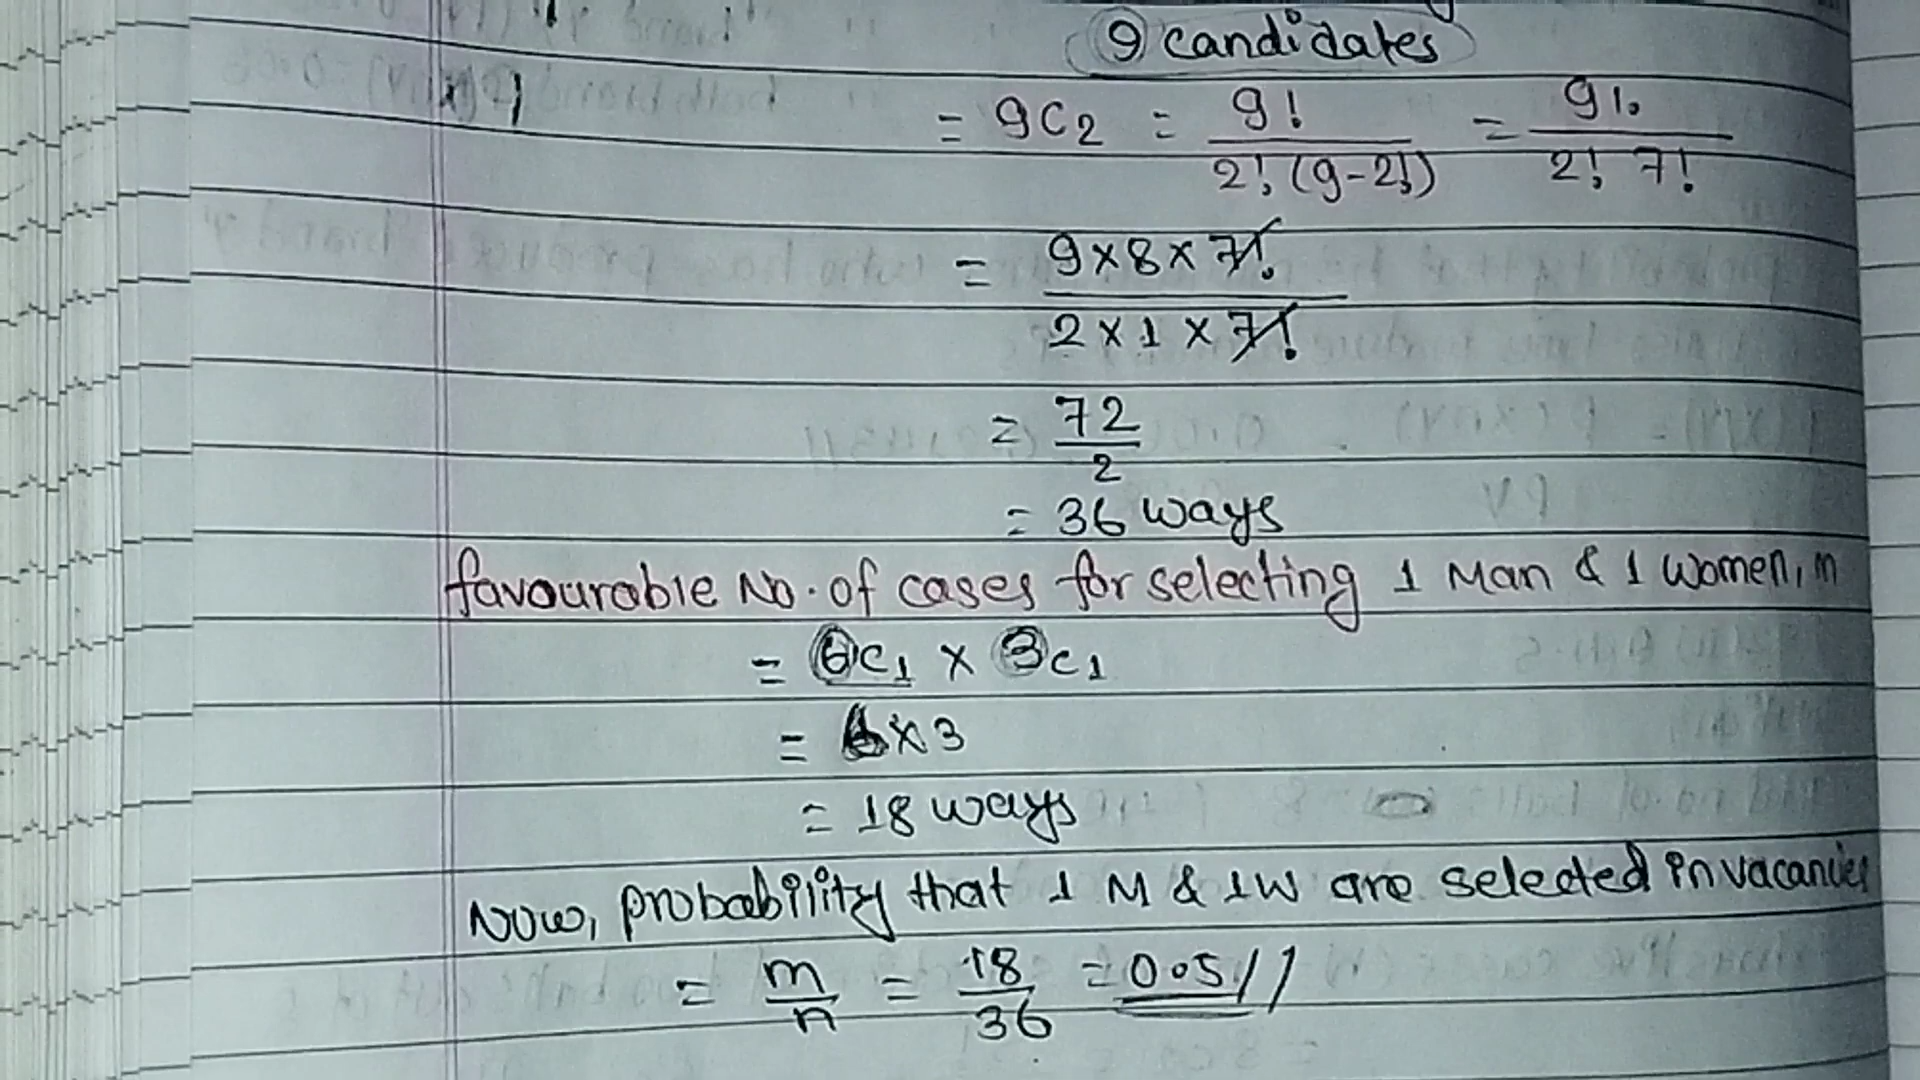 9 candidates
= 9C2 = 9! / 2! (9-2!) = 9! / 2! 7!
= 9 x 8 x 7! / 2 x 1 x 7!
= 72 / 2
= 36 ways
favourable No. of cases for selecting 1 Man & 1 Women, m
= 6C1 x 3C1
= 6 x 3
= 18 ways
Now, probability that 1 M & 1W are selected in vacancies
= m / n = 18 / 36 = 0.5//